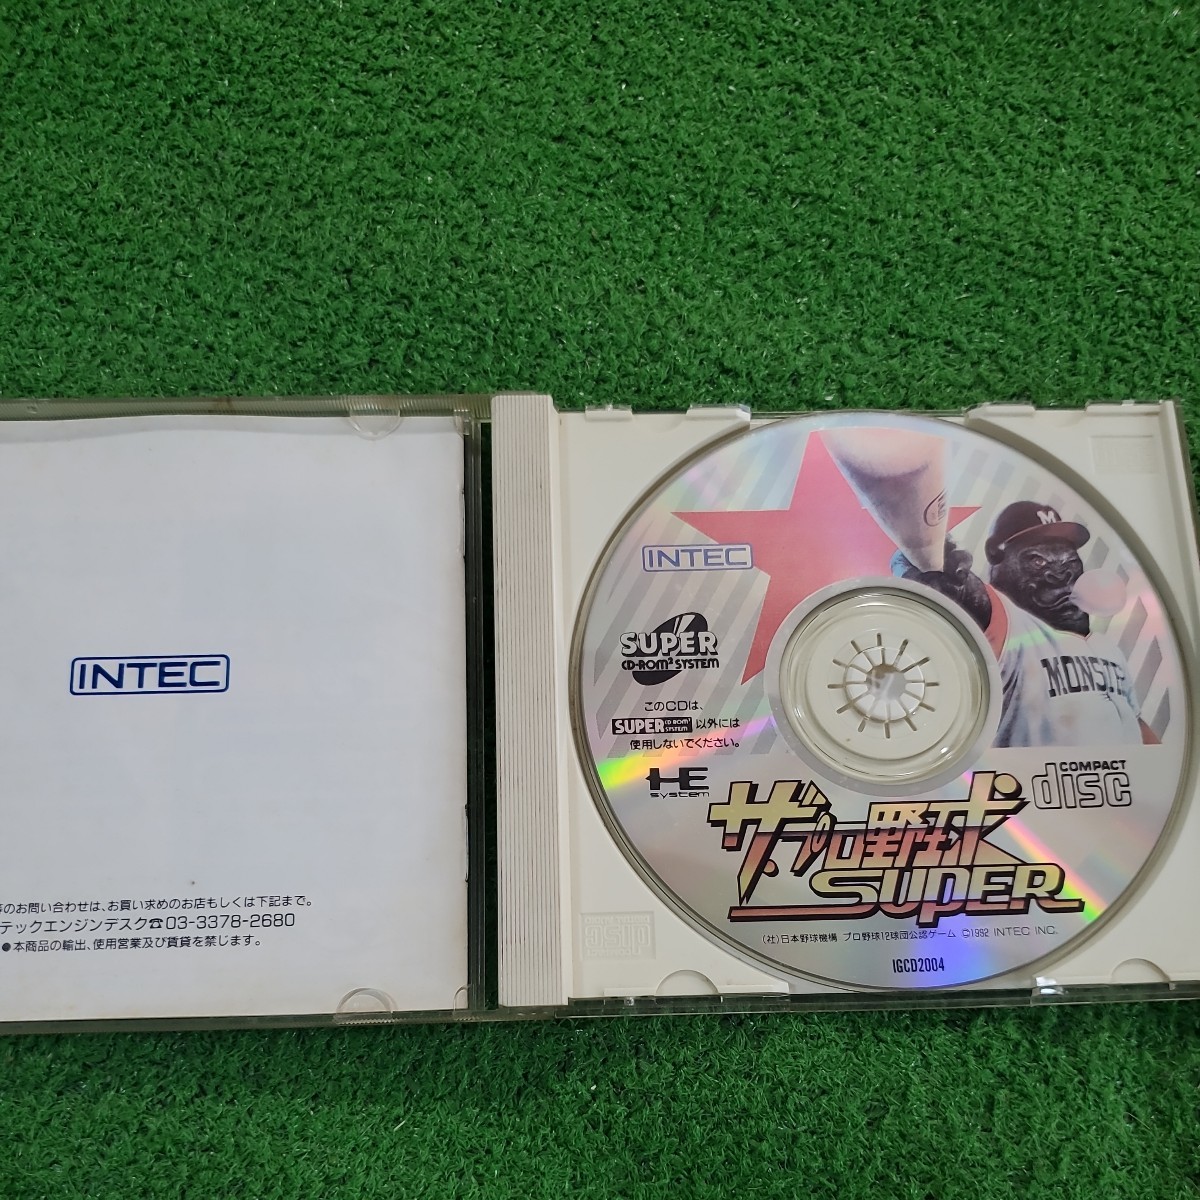 INTEC
等のお問い合わせは、お買い求めのお店もしくは下記まで。
テックエンジンデスク☎03-3378-2680
●本商品の輸出、使用営業及び賃貸を禁じます。
INTEC
SUPER
CD-ROM² SYSTEM
このCDは、
SUPER CD-ROM² SYSTEM 以外には
使用しないでください。
HE
system
M
MONST
COMPACT
disc
ザ・プロ野球
SUPER
(社)日本野球機構 プロ野球12球団公認ゲーム ©1992 INTEC INC.
IGCD2004